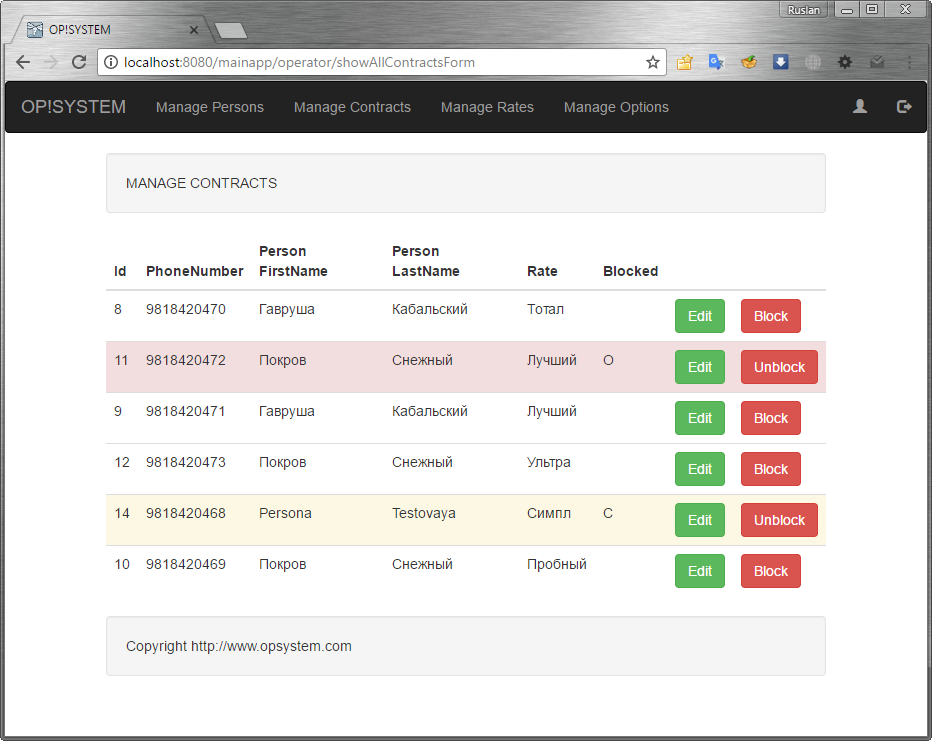 Ruslan
OP!SYSTEM
localhost:8080/mainapp/operator/showAllContractsForm
OP!SYSTEM Manage Persons Manage Contracts Manage Rates Manage Options
MANAGE CONTRACTS
Id PhoneNumber Person FirstName Person LastName Rate Blocked
8 9818420470 Гавруша Кабальский Тотал Edit Block
11 9818420472 Покров Снежный Лучший O Edit Unblock
9 9818420471 Гавруша Кабальский Лучший Edit Block
12 9818420473 Покров Снежный Ультра Edit Block
14 9818420468 Persona Testovaya Симпл C Edit Unblock
10 9818420469 Покров Снежный Пробный Edit Block
Copyright http://www.opsystem.com